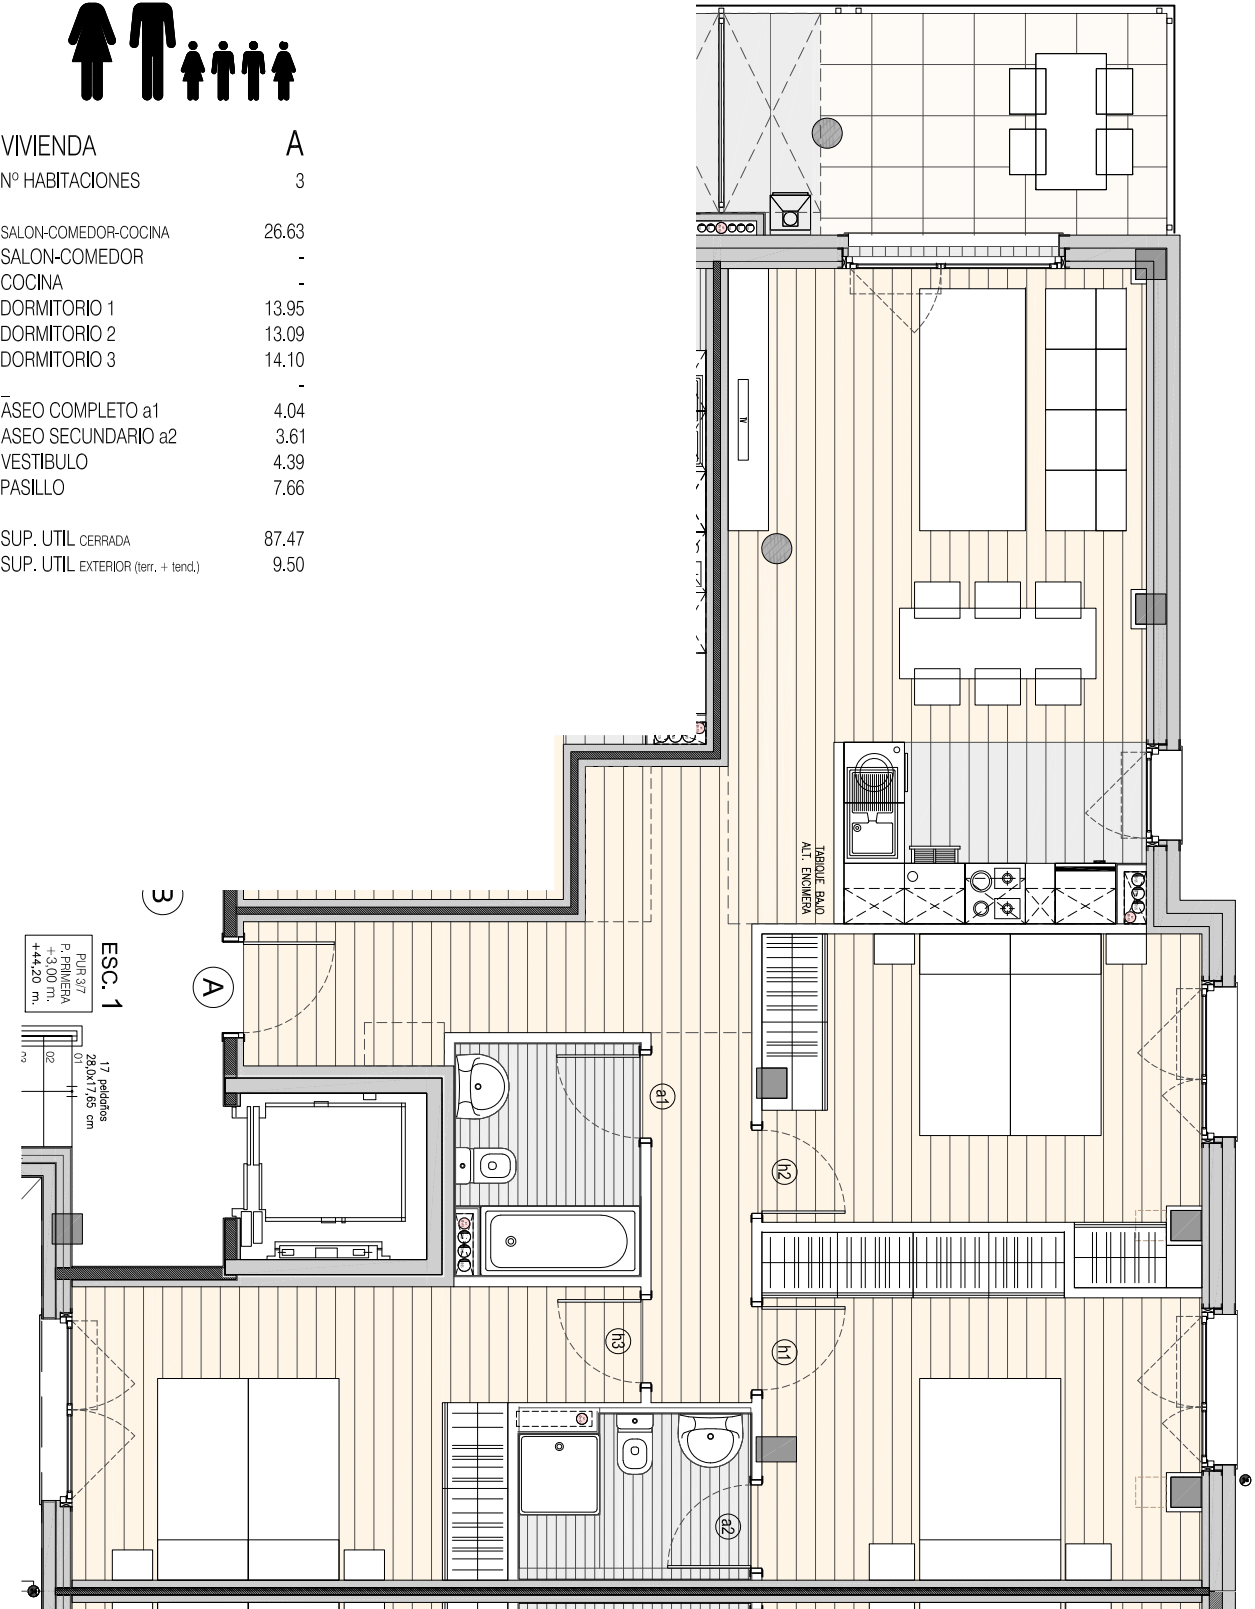 VIVIENDA A
Nº HABITACIONES 3
SALON-COMEDOR-COCINA 26.63
SALON-COMEDOR -
COCINA -
DORMITORIO 1 13.95
DORMITORIO 2 13.09
DORMITORIO 3 14.10
_ -
ASEO COMPLETO a1 4.04
ASEO SECUNDARIO a2 3.61
VESTIBULO 4.39
PASILLO 7.66
SUP. UTIL CERRADA 87.47
SUP. UTIL EXTERIOR (terr. + tend.) 9.50
TV
TABIQUE BAJO
ALT. ENCIMERA
B
A
ESC. 1
PUR 37
P. PRIMERA
+3,00 m.
+44,20 m.
17 peldaños
28,0x17,65 cm
01
02
03
a1
h2
h3
h1
a2